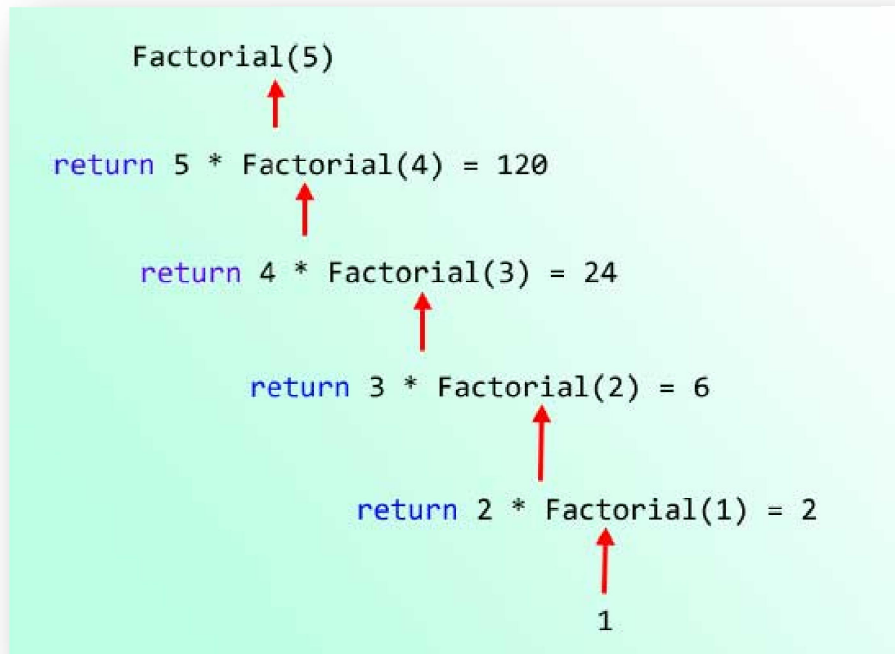 Factorial(5)
return 5 * Factorial(4) = 120
return 4 * Factorial(3) = 24
return 3 * Factorial(2) = 6
return 2 * Factorial(1) = 2
1